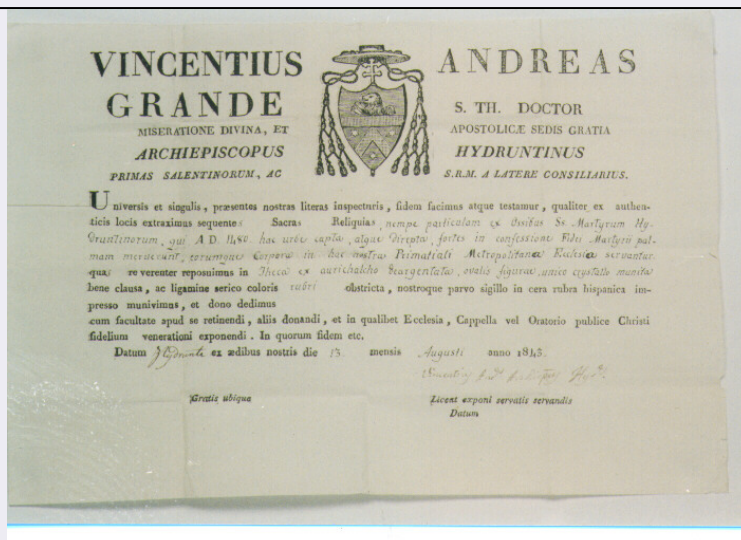 VINCENTIUS ANDREAS
GRANDE S. TH. DOCTOR
MISERATIONE DIVINA, ET APOSTOLICÆ SEDIS GRATIA
ARCHIEPISCOPUS HYDRUNTINUS
PRIMAS SALENTINORUM, AC S.R.M. A LATERE CONSILIARIUS.
Universis et singulis, præsentes nostras literas inspecturis, fidem facimus atque testamur, qualiter ex authen-
ticis locis extraximus sequentes Sacras Reliquias, nempe particulam ex Ossibus Ss. Martyrum Hy-
druntinorum, qui A.D. 1480. hac urbe capta, atque direpta, fortes in confessione Fidei Martyrii pal-
mam meruerunt, eorumque Corpora in hac nostra Primatiali Metropolitana Ecclesia servantur
quas reverenter reposuimus in Theca ex aurichalcho deargentata, ovalis figuræ, unico crystallo munita
bene clausa, ac ligamine serico coloris rubri obstricta, nostroque parvo sigillo in cera rubra hispanica im-
presso munivimus, et dono dedimus
cum facultate apud se retinendi, aliis donandi, et in qualibet Ecclesia, Cappella vel Oratorio publice Christi
fidelium venerationi exponendi. In quorum fidem etc.
Datum Hydrunti ex ædibus nostris die 13. mensis Augusti anno 1843.
Gratis ubique Licent exponi servatis servandis
Datum